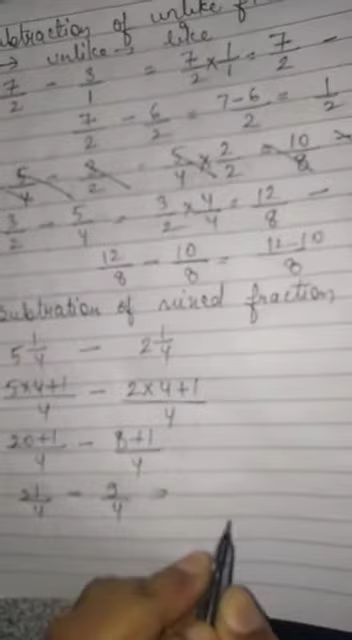 Subtraction of unlike
→ unlike → like
7/2 - 3/1 = 7/2 × 1/1 = 7/2 -
7/2 - 6/2 = 7-6/2 = 1/2
5/4 - 3/2 = 5/4 × 2/2 = 10/8
3/2 - 5/4 = 3/2 × 4/4 = 12/8 -
12/8 - 10/8 = 12-10/8
Subtration of mixed fraction
5 1/4 - 2 1/4
5×4+1/4 - 2×4+1/4
20+1/4 - 8+1/4
21/4 - 9/4 =